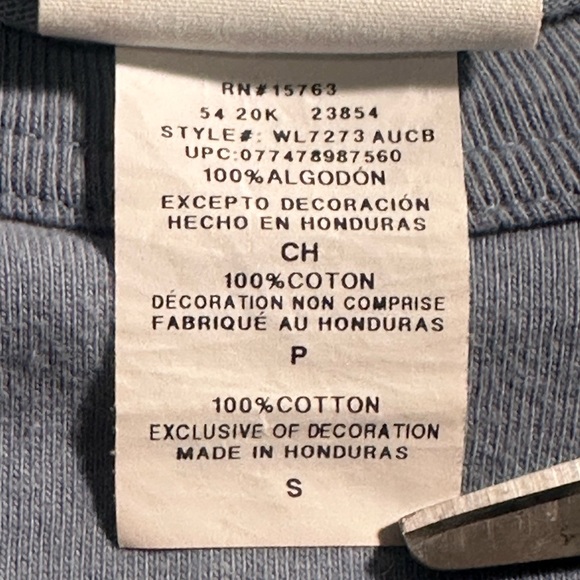 RN#15763
54 20K 23854
STYLE#: WL7273 AUCB
UPC:077478987560
100%ALGODÓN
EXCEPTO DECORACIÓN
HECHO EN HONDURAS
CH
100%COTON
DÉCORATION NON COMPRISE
FABRIQUÉ AU HONDURAS
P
100%COTTON
EXCLUSIVE OF DECORATION
MADE IN HONDURAS
S